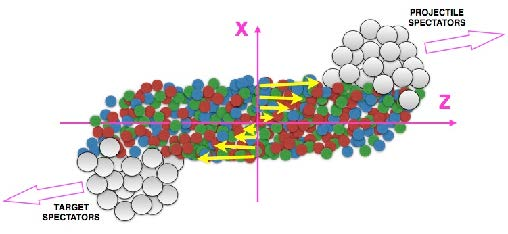 PROJECTILE
SPECTATORS
X
Z
TARGET
SPECTATORS